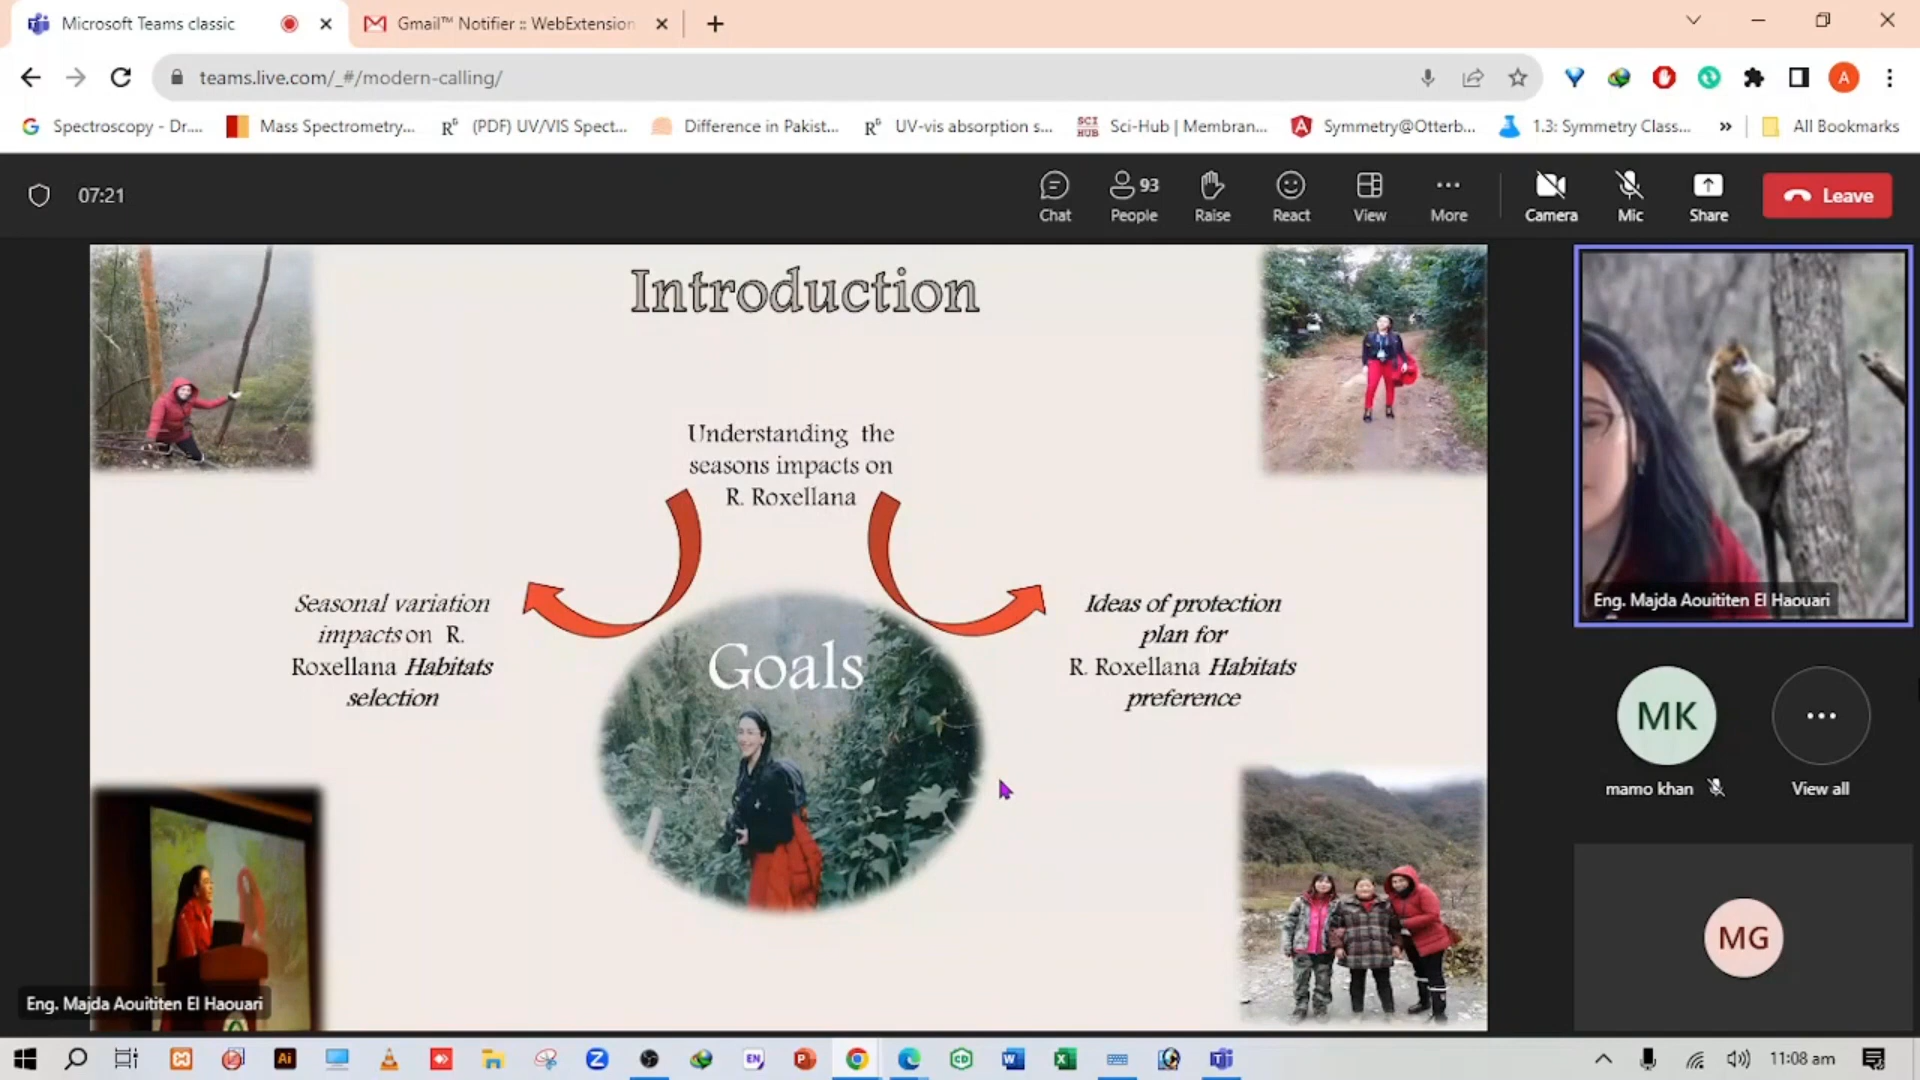 Microsoft Teams classic
Gmail™ Notifier :: WebExtension
teams.live.com/_#/modern-calling/
A
Spectroscopy - Dr....
Mass Spectrometry...
(PDF) UV/VIS Spect...
Difference in Pakist...
UV-vis absorption s...
SCI HUB
Sci-Hub | Membran...
Symmetry@Otterb...
1.3: Symmetry Class...
»
All Bookmarks
07:21
Chat
93
People
Raise
React
View
More
Camera
Mic
Share
Leave
Introduction
Understanding the
seasons impacts on
R. Roxellana
Seasonal variation
impacts on R.
Roxellana Habitats
selection
Ideas of protection
plan for
R. Roxellana Habitats
preference
Goals
Eng. Majda Aouititen El Haouari
Eng. Majda Aouititen El Haouari
MK
mamo khan
View all
MG
Ai
EN
11:08 am